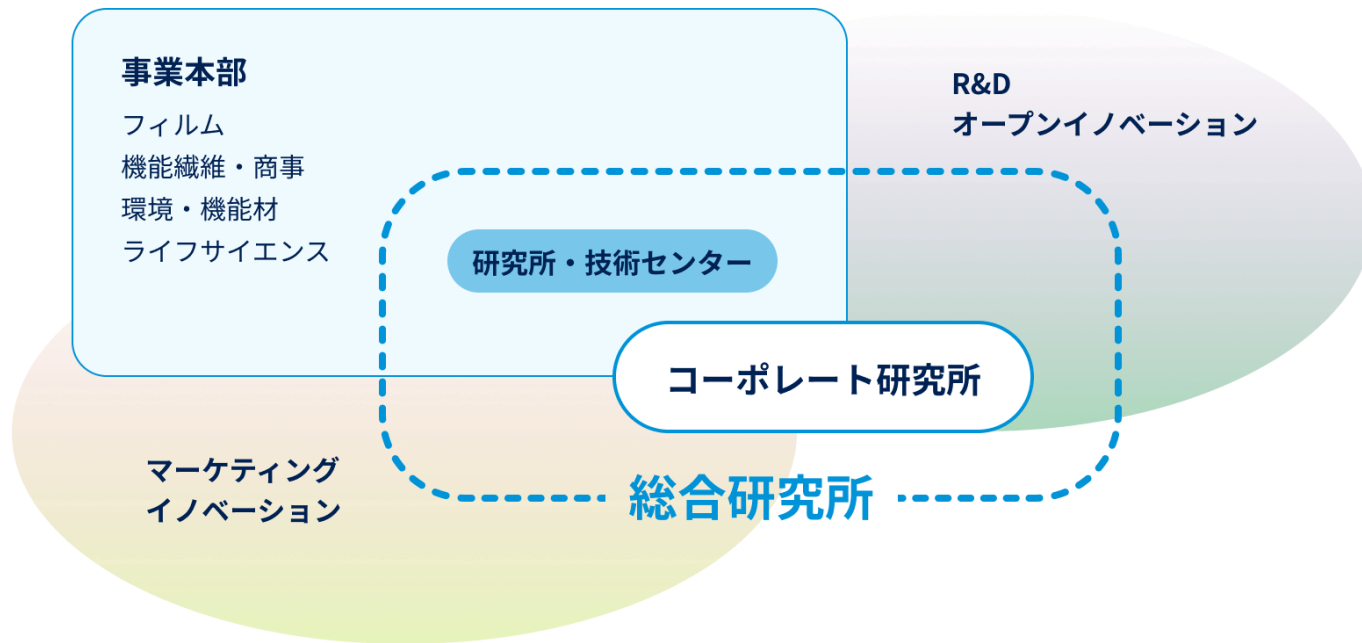 事業本部
フィルム
機能繊維・商事
環境・機能材
ライフサイエンス
R&D
オープンイノベーション
研究所・技術センター
コーポレート研究所
マーケティング
イノベーション
総合研究所